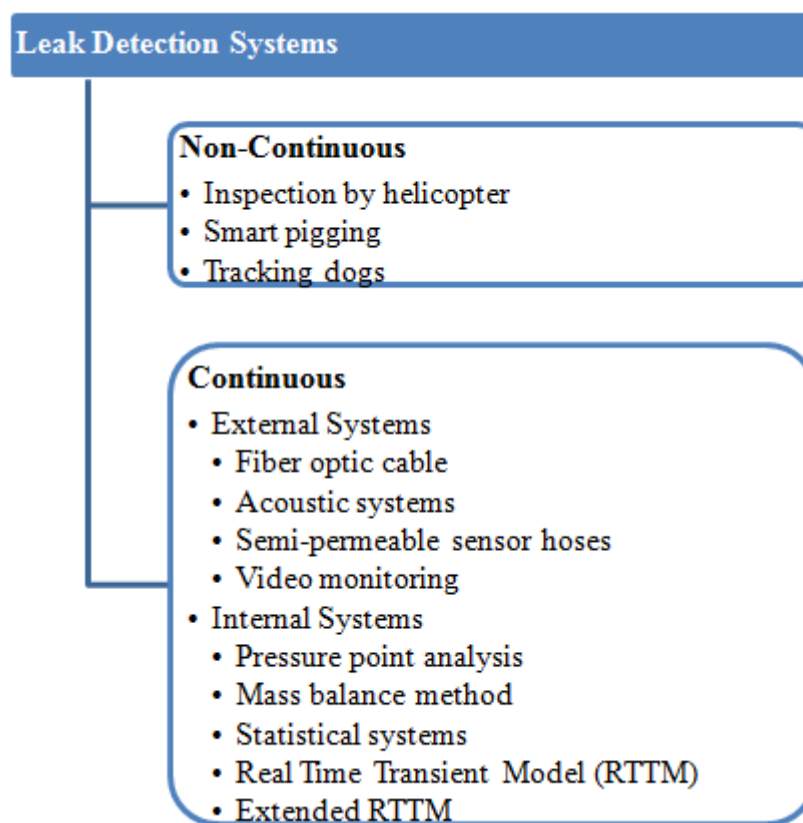 Leak Detection Systems
Non-Continuous
• Inspection by helicopter
• Smart pigging
• Tracking dogs
Continuous
• External Systems
• Fiber optic cable
• Acoustic systems
• Semi-permeable sensor hoses
• Video monitoring
• Internal Systems
• Pressure point analysis
• Mass balance method
• Statistical systems
• Real Time Transient Model (RTTM)
• Extended RTTM